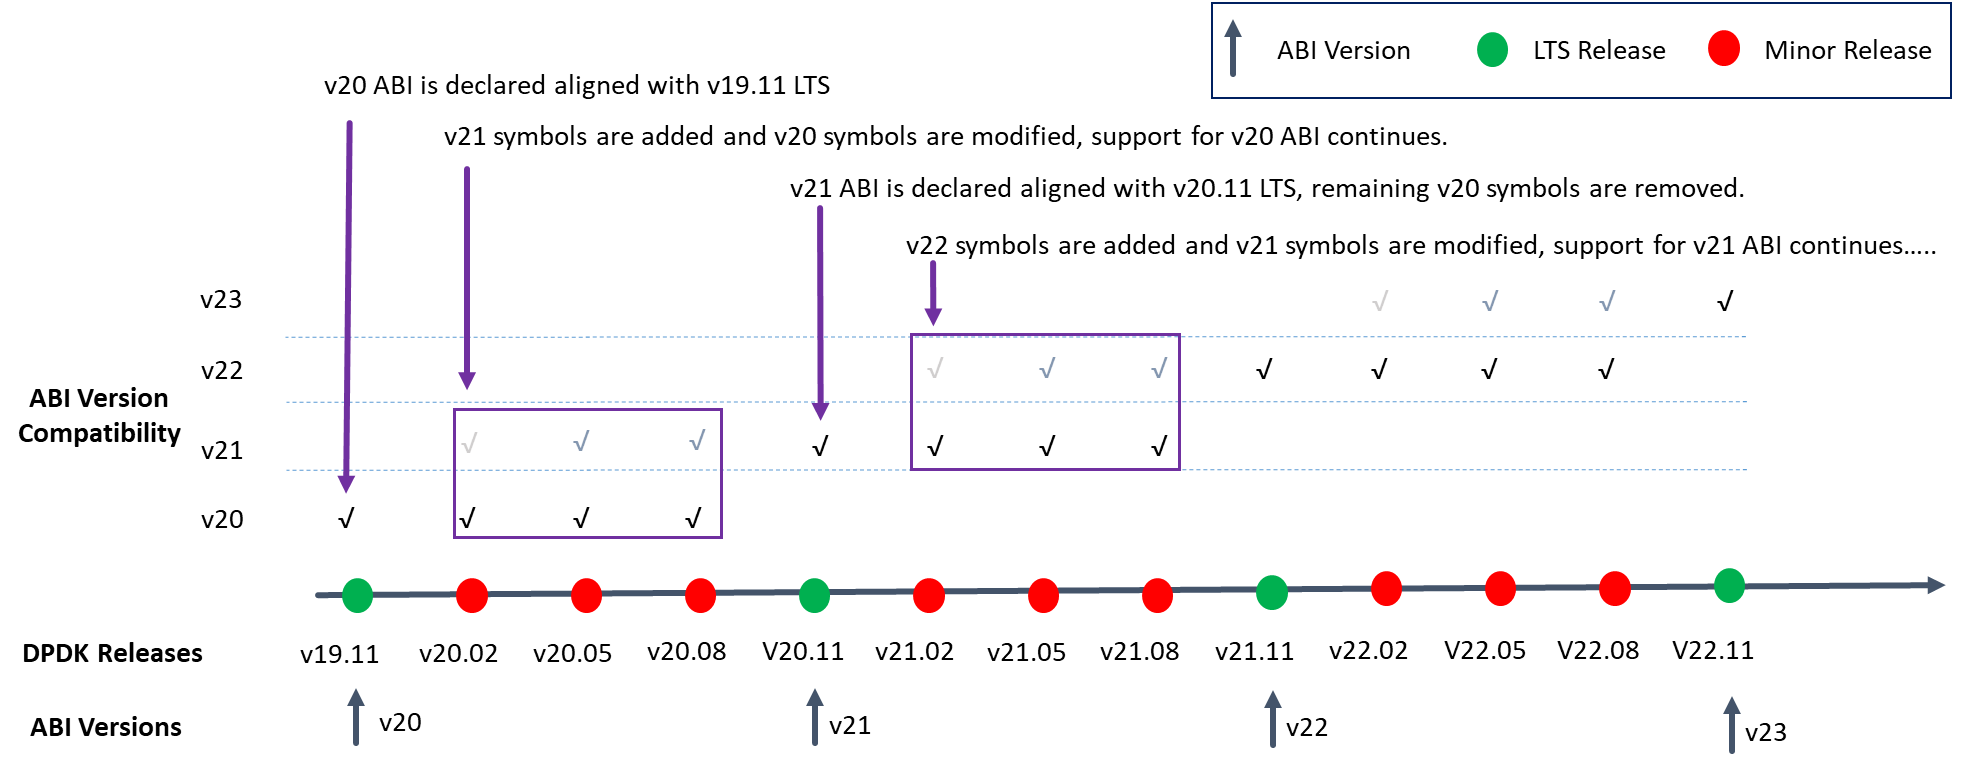 ABI Version LTS Release Minor Release
v20 ABI is declared aligned with v19.11 LTS
v21 symbols are added and v20 symbols are modified, support for v20 ABI continues.
v21 ABI is declared aligned with v20.11 LTS, remaining v20 symbols are removed.
v22 symbols are added and v21 symbols are modified, support for v21 ABI continues…..
v23 √ √ √ √
v22 √ √ √ √ √ √ √
ABI Version
Compatibility
v21 √ √ √ √ √ √ √
v20 √ √ √ √
DPDK Releases v19.11 v20.02 v20.05 v20.08 V20.11 v21.02 v21.05 v21.08 v21.11 v22.02 V22.05 V22.08 V22.11
ABI Versions v20 v21 v22 v23